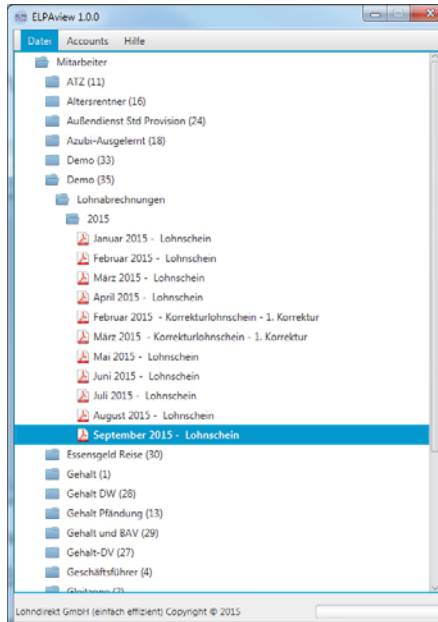 ELPAview 1.0.0
Datei Accounts Hilfe
Mitarbeiter
ATZ (11)
Altersrentner (16)
Außendienst Std Provision (24)
Azubi-Ausgelernt (18)
Demo (33)
Demo (35)
Lohnabrechnungen
2015
Januar 2015 - Lohnschein
Februar 2015 - Lohnschein
März 2015 - Lohnschein
April 2015 - Lohnschein
Februar 2015 - Korrekturlohnschein - 1. Korrektur
März 2015 - Korrekturlohnschein - 1. Korrektur
Mai 2015 - Lohnschein
Juni 2015 - Lohnschein
Juli 2015 - Lohnschein
August 2015 - Lohnschein
September 2015 - Lohnschein
Essensgeld Reise (30)
Gehalt (1)
Gehalt DW (28)
Gehalt Pfändung (13)
Gehalt und BAV (29)
Gehalt-DV (27)
Geschäftsführer (4)
Lohndirekt GmbH (einfach effizient) Copyright © 2015